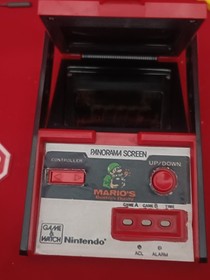 PANORAMA SCREEN
CONTROLLER
UP/DOWN
MARIO'S
GAME A GAME B TIME
GAME & WATCH
Nintendo
ACL ALARM